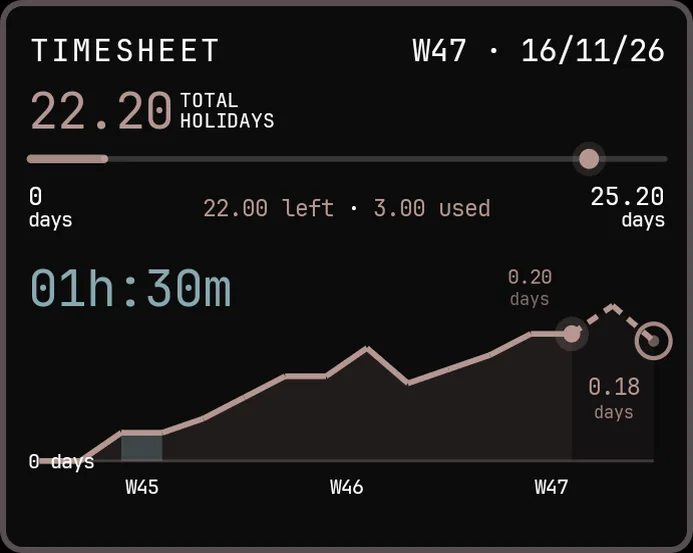 TIMESHEET
W47 · 16/11/26
22.20 TOTAL
HOLIDAYS
0
days
22.00 left · 3.00 used
25.20
days
01h:30m
0.20
days
0.18
days
0 days
W45
W46
W47